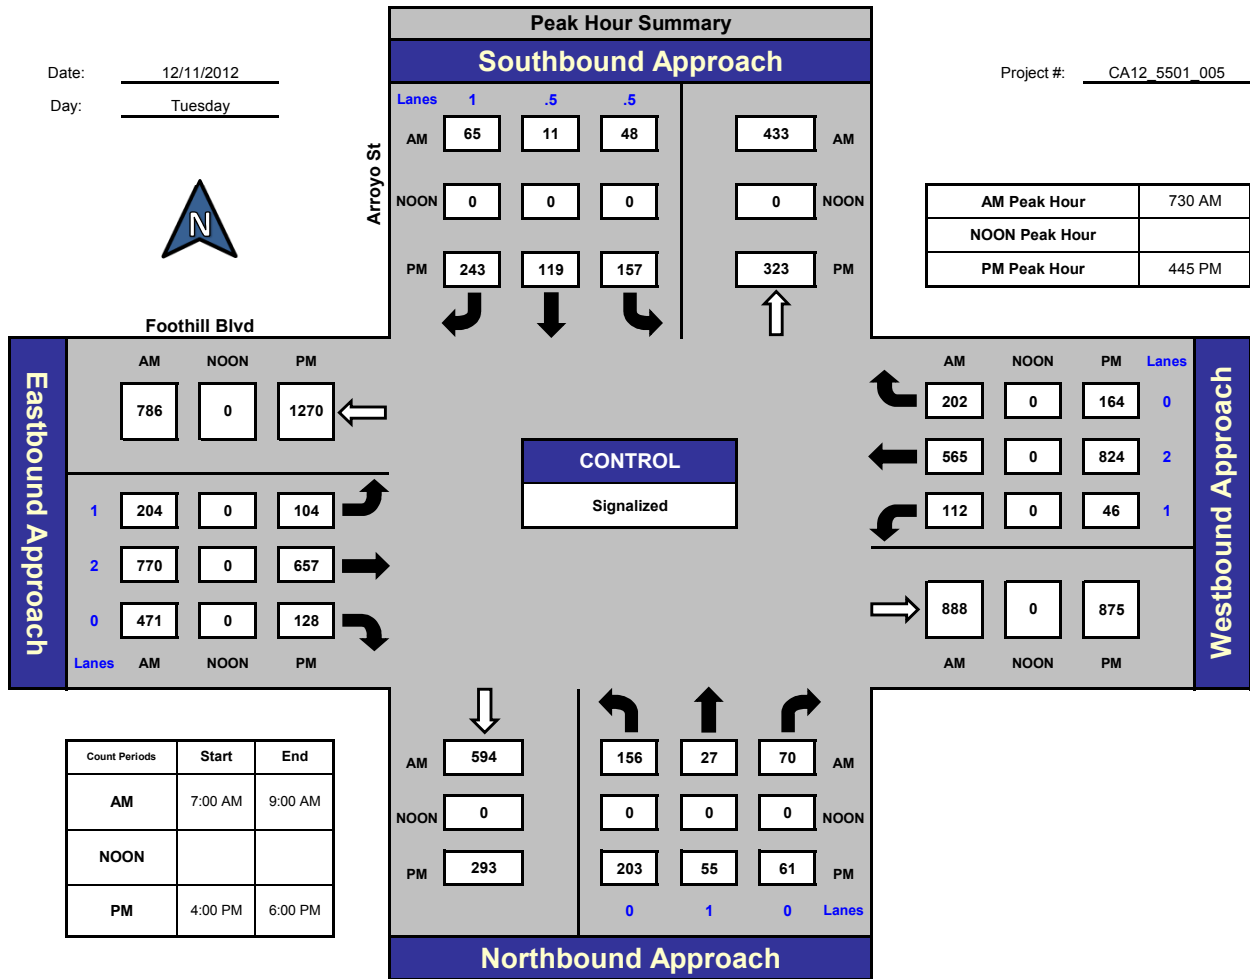 Peak Hour Summary
Southbound Approach
Date: 12/11/2012
Project #: CA12_5501_005
Day: Tuesday
Lanes 1 .5 .5
AM 65 11 48 433 AM
Arroyo St
NOON 0 0 0 0 NOON
PM 243 119 157 323 PM
N
AM Peak Hour 730 AM
NOON Peak Hour
PM Peak Hour 445 PM
Foothill Blvd
Eastbound Approach
AM NOON PM
786 0 1270
1 204 0 104
2 770 0 657
0 471 0 128
Lanes AM NOON PM
CONTROL
Signalized
AM NOON PM Lanes
202 0 164 0
565 0 824 2
112 0 46 1
888 0 875
AM NOON PM
Westbound Approach
Count Periods Start End
AM 7:00 AM 9:00 AM
NOON
PM 4:00 PM 6:00 PM
AM 594 156 27 70 AM
NOON 0 0 0 0 NOON
PM 293 203 55 61 PM
0 1 0 Lanes
Northbound Approach